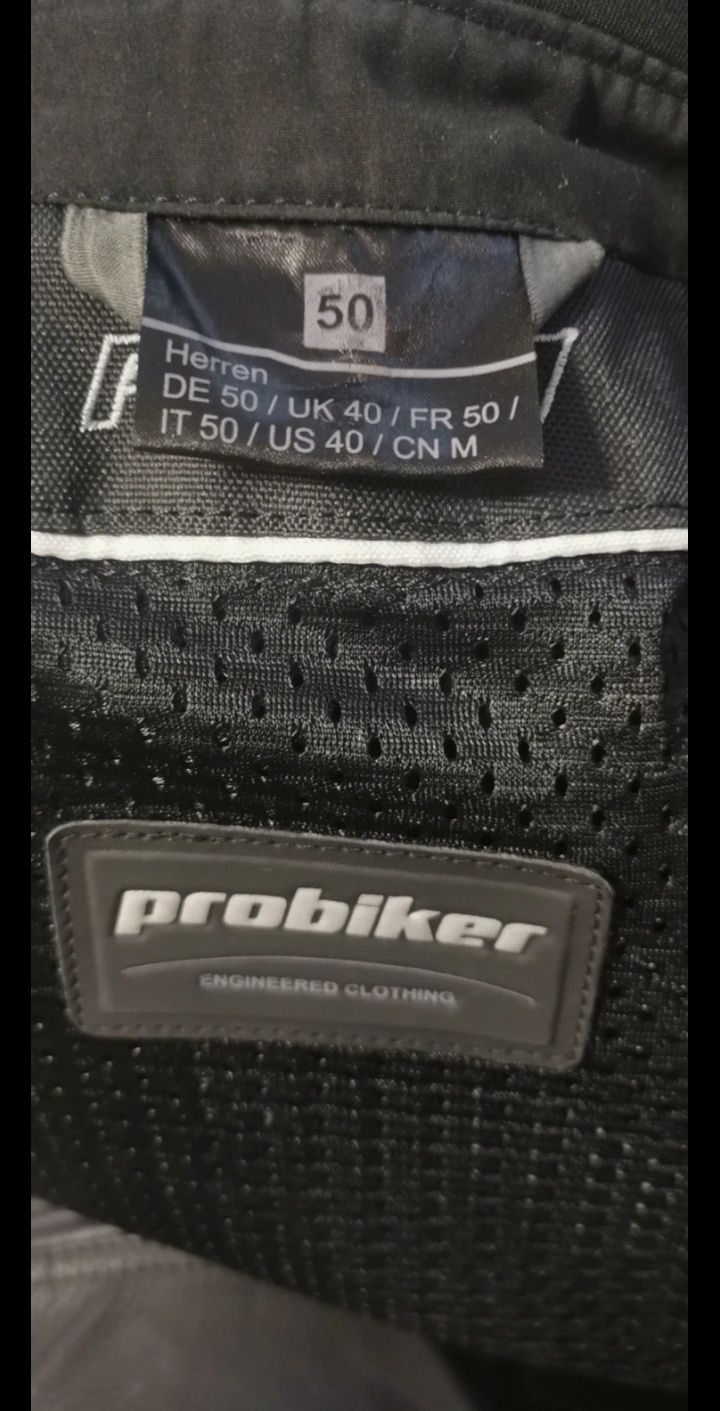 50
Herren
DE 50 / UK 40 / FR 50 /
IT 50 / US 40 / CN M
probiker
ENGINEERED CLOTHING